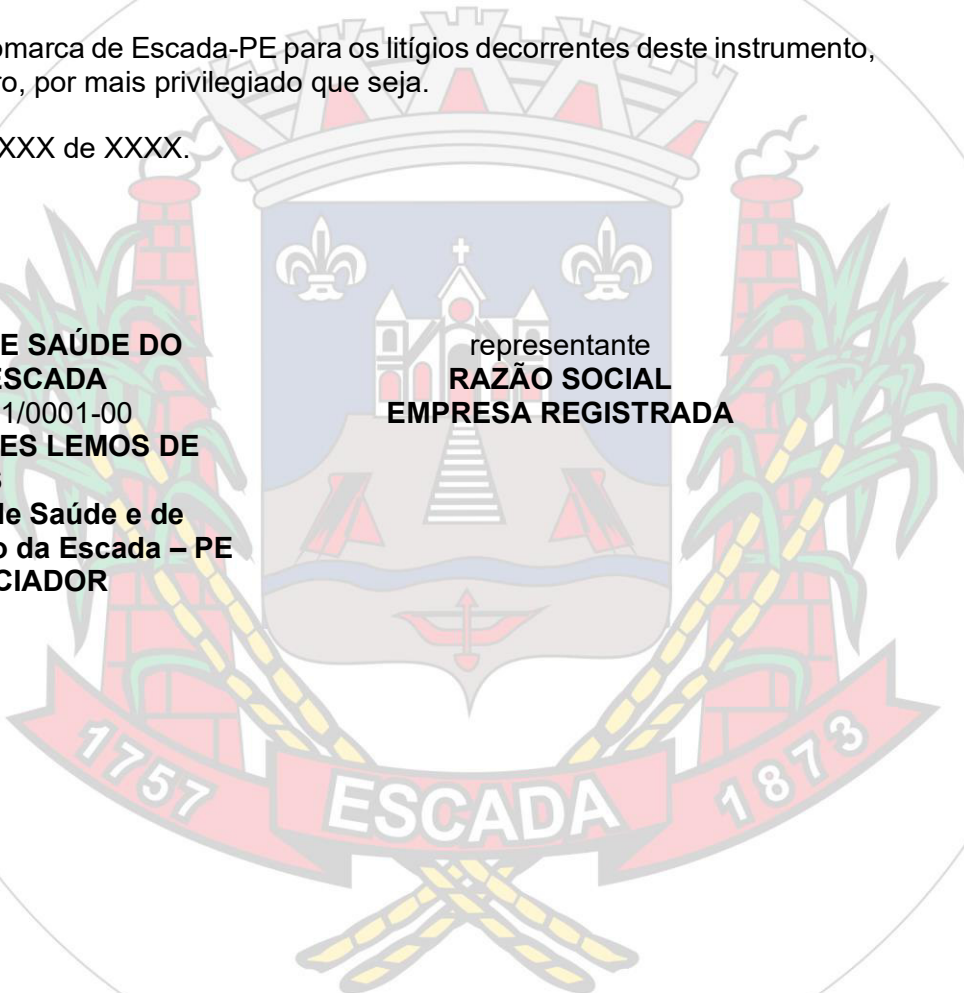 omarca de Escada-PE para os litígios decorrentes deste instrumento,
ro, por mais privilegiado que seja.
XXX de XXXX.
E SAÚDE DO
ESCADA
1/0001-00
ES LEMOS DE
S
de Saúde e de
o da Escada – PE
CIADOR
representante
RAZÃO SOCIAL
EMPRESA REGISTRADA
1757
ESCADA
1873